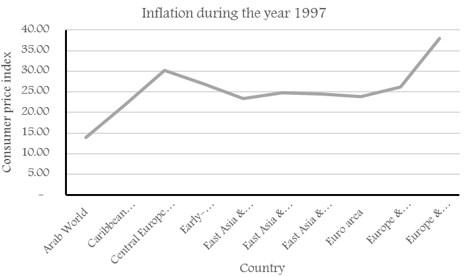 Inflation during the year 1997
Consumer price index
40.00
35.00
30.00
25.00
20.00
15.00
10.00
5.00
-
Arab World
Caribbean...
Central Europe...
Early-...
East Asia &...
East Asia &...
East Asia &...
Euro area
Europe &...
Europe &...
Country